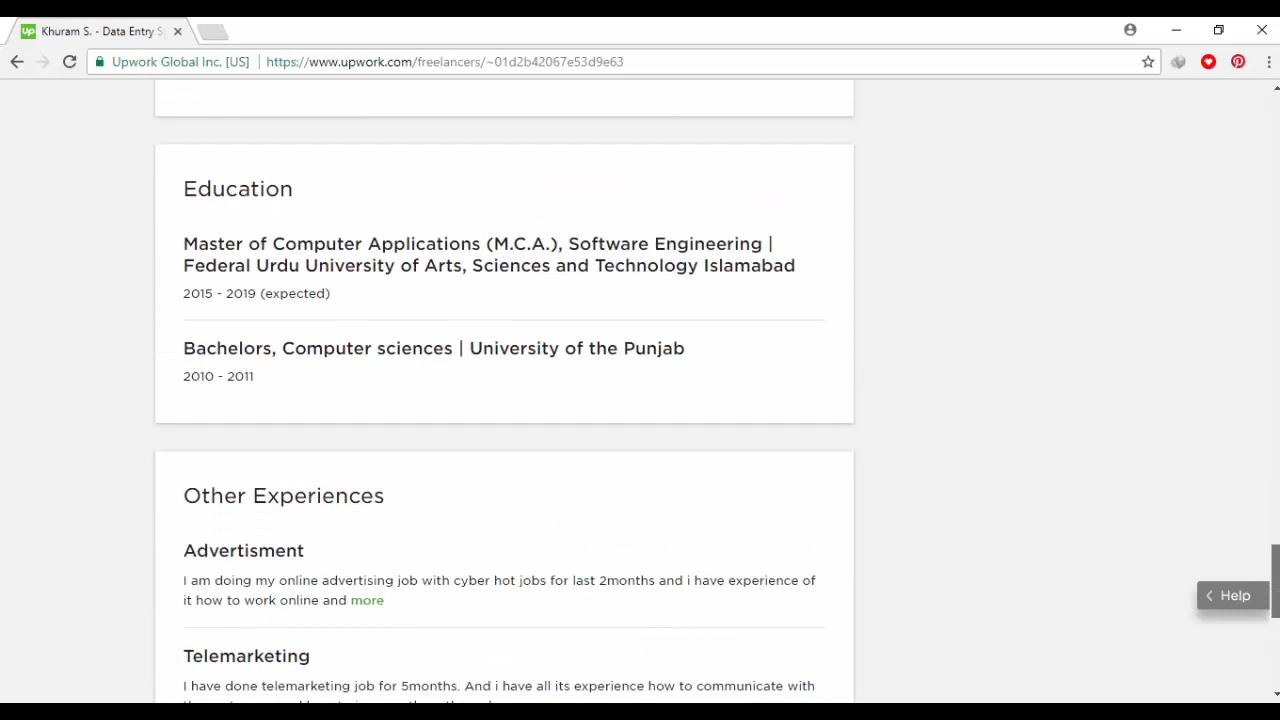 Khuram S. - Data Entry S
Upwork Global Inc. [US] https://www.upwork.com/freelancers/~01d2b42067e53d9e63
Education
Master of Computer Applications (M.C.A.), Software Engineering |
Federal Urdu University of Arts, Sciences and Technology Islamabad
2015 - 2019 (expected)
Bachelors, Computer sciences | University of the Punjab
2010 - 2011
Other Experiences
Advertisment
I am doing my online advertising job with cyber hot jobs for last 2months and i have experience of
it how to work online and more
Help
Telemarketing
I have done telemarketing job for 5months. And i have all its experience how to communicate with